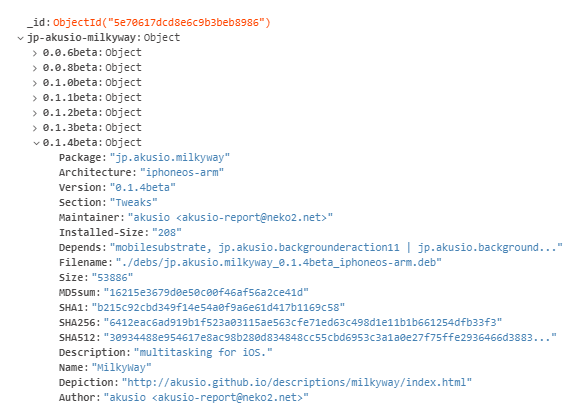 _id: ObjectId("5e70617dcd8e6c9b3beb8986")
jp-akusio-milkyway: Object
0.0.6beta: Object
0.0.8beta: Object
0.1.0beta: Object
0.1.1beta: Object
0.1.2beta: Object
0.1.3beta: Object
0.1.4beta: Object
Package: "jp.akusio.milkyway"
Architecture: "iphoneos-arm"
Version: "0.1.4beta"
Section: "Tweaks"
Maintainer: "akusio <akusio-report@neko2.net>"
Installed-Size: "208"
Depends: "mobilesubstrate, jp.akusio.backgrounderaction11 | jp.akusio.background..."
Filename: "./debs/jp.akusio.milkyway_0.1.4beta_iphoneos-arm.deb"
Size: "53886"
MD5sum: "16215e3679d0e50c00f46af56a2ce41d"
SHA1: "b215c92cbd349f14e54a0f9a6e61d417b1169c58"
SHA256: "6412eac6ad919b1f523a03115ae563cfe71ed63c498d1e11b1b661254dfb33f3"
SHA512: "30934488e954617e8ac98b280d834848cc55cbd6953c3a1a0e27f75ffe2936466d3883..."
Description: "multitasking for iOS."
Name: "MilkyWay"
Depiction: "http://akusio.github.io/descriptions/milkyway/index.html"
Author: "akusio <akusio-report@neko2.net>"